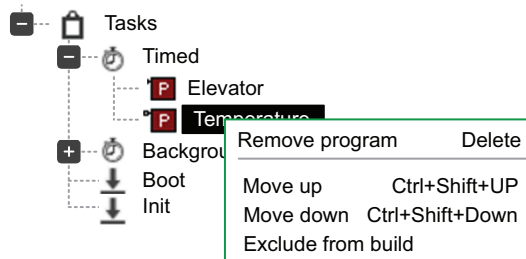 Tasks
Timed
P Elevator
P Temperature
Backgrou
Remove program Delete
Boot
Move up Ctrl+Shift+UP
Init
Move down Ctrl+Shift+Down
Exclude from build